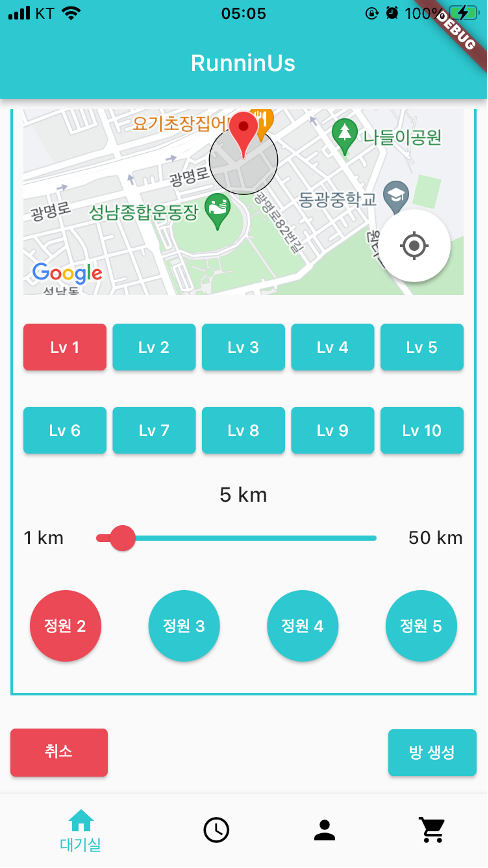 KT 05:05 100%
DEBUG
RunninUs
요기초장집어
나들이공원
광명로
동광중학교
광명로
성남종합운동장
광명로82번길
Google
성남동
Lv 1 Lv 2 Lv 3 Lv 4 Lv 5
Lv 6 Lv 7 Lv 8 Lv 9 Lv 10
5 km
1 km 50 km
정원 2 정원 3 정원 4 정원 5
취소 방 생성
대기실